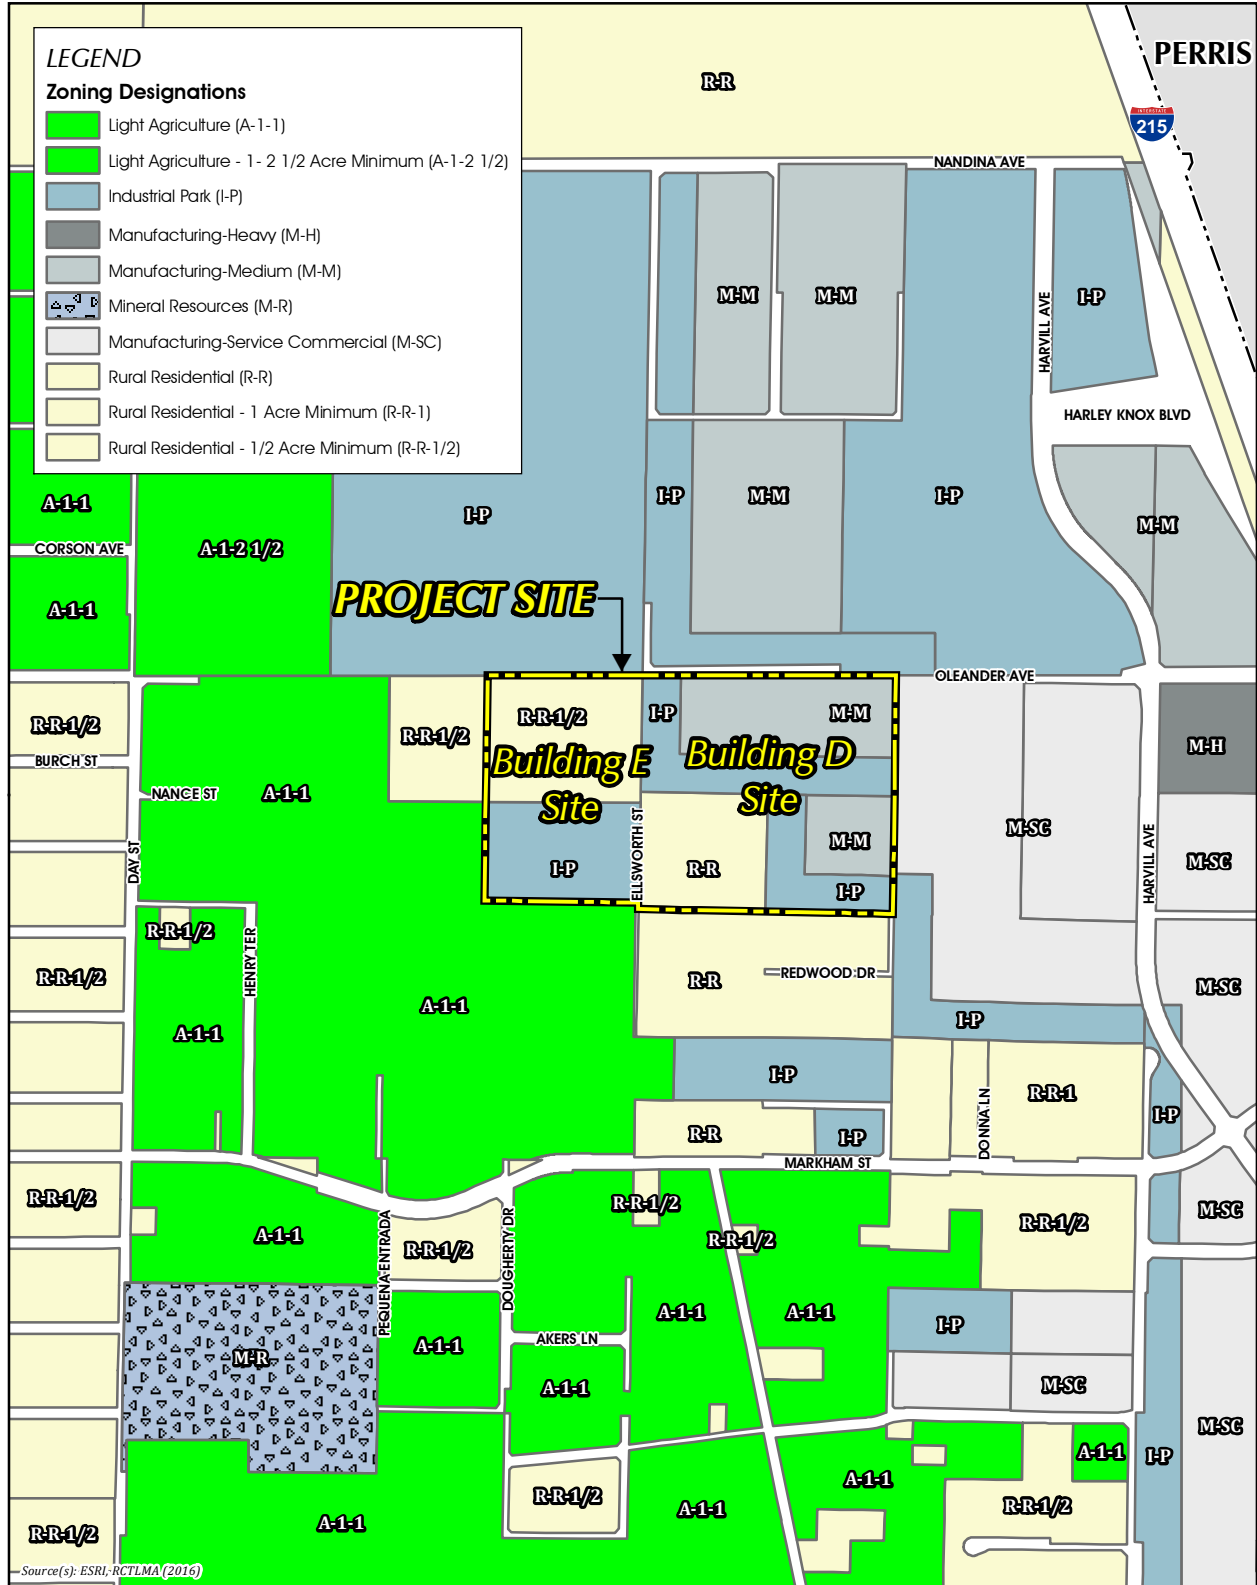 LEGEND
Zoning Designations
Light Agriculture (A-1-1)
Light Agriculture - 1- 2 1/2 Acre Minimum (A-1-2 1/2)
Industrial Park (I-P)
Manufacturing-Heavy (M-H)
Manufacturing-Medium (M-M)
Mineral Resources (M-R)
Manufacturing-Service Commercial (M-SC)
Rural Residential (R-R)
Rural Residential - 1 Acre Minimum (R-R-1)
Rural Residential - 1/2 Acre Minimum (R-R-1/2)
PERRIS
R-R
INTERSTATE
215
NANDINA AVE
M-M
M-M
I-P
HARVILL AVE
HARLEY KNOX BLVD
A-1-1
I-P
I-P
M-M
I-P
M-M
CORSON AVE
A-1-2 1/2
A-1-1
PROJECT SITE
OLEANDER AVE
R-R-1/2
R-R-1/2
R-R-1/2
I-P
M-M
M-H
BURCH ST
Building E
Site
Building D
Site
NANCE ST
A-1-1
M-SC
DAY ST
ELLSWORTH ST
HARVILL AVE
I-P
R-R
M-M
M-SC
I-P
R-R-1/2
HENRY TER
R-R-1/2
R-R
REDWOOD DR
M-SC
A-1-1
A-1-1
I-P
I-P
R-R-1
DONNA LN
I-P
R-R
I-P
MARKHAM ST
R-R-1/2
R-R-1/2
R-R-1/2
M-SC
A-1-1
PEQUENA ENTRADA
R-R-1/2
DOUGHERTY DR
R-R-1/2
A-1-1
A-1-1
I-P
M-R
A-1-1
AKERS LN
A-1-1
M-SC
M-SC
A-1-1
I-P
A-1-1
R-R-1/2
A-1-1
R-R-1/2
A-1-1
R-R-1/2
Source(s): ESRI, RCTLMA (2016)